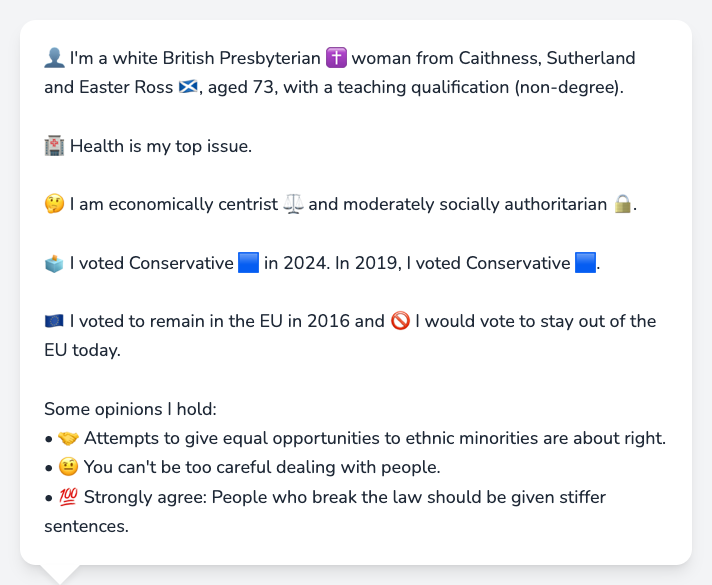 👤 I'm a white British Presbyterian ✝️ woman from Caithness, Sutherland
and Easter Ross 🏴󠁧󠁢󠁳󠁣󠁴󠁿, aged 73, with a teaching qualification (non-degree).
🏥 Health is my top issue.
🤔 I am economically centrist ⚖️ and moderately socially authoritarian 🔒.
🗳️ I voted Conservative 🟦 in 2024. In 2019, I voted Conservative 🟦.
🇪🇺 I voted to remain in the EU in 2016 and 🚫 I would vote to stay out of the
EU today.
Some opinions I hold:
• 🤝 Attempts to give equal opportunities to ethnic minorities are about right.
• 🤨 You can't be too careful dealing with people.
• 💯 Strongly agree: People who break the law should be given stiffer
sentences.